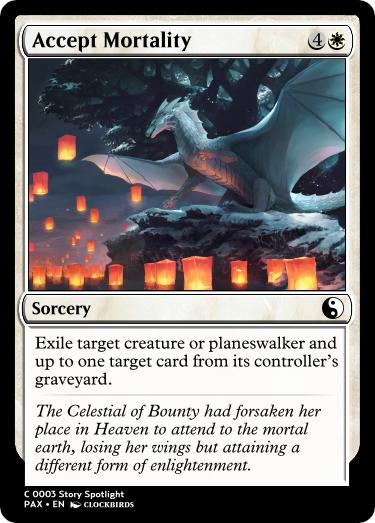 Accept Mortality 4
Sorcery
Exile target creature or planeswalker and
up to one target card from its controller's
graveyard.
The Celestial of Bounty had forsaken her
place in Heaven to attend to the mortal
earth, losing her wings but attaining a
different form of enlightenment.
C 0003 Story Spotlight
PAX • EN CLOCKBIRDS